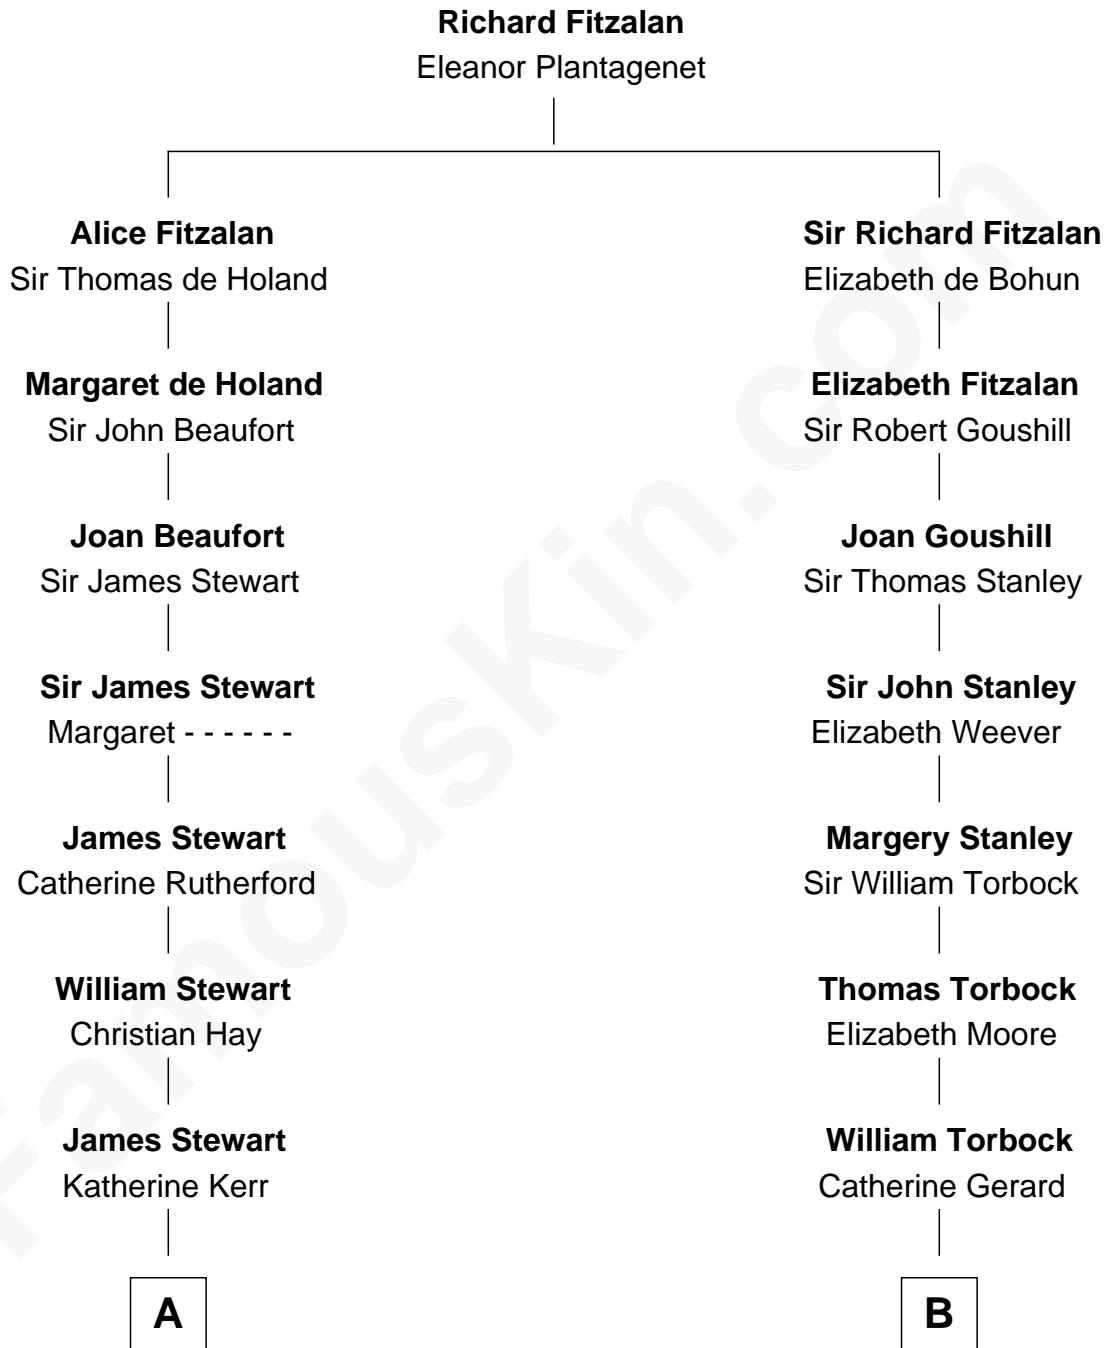 Richard Fitzalan
Eleanor Plantagenet
Alice Fitzalan
Sir Thomas de Holand
Sir Richard Fitzalan
Elizabeth de Bohun
Margaret de Holand
Sir John Beaufort
Elizabeth Fitzalan
Sir Robert Goushill
Joan Beaufort
Sir James Stewart
Joan Goushill
Sir Thomas Stanley
Sir James Stewart
Margaret - - - - - -
Sir John Stanley
Elizabeth Weever
James Stewart
Catherine Rutherford
Margery Stanley
Sir William Torbock
William Stewart
Christian Hay
Thomas Torbock
Elizabeth Moore
James Stewart
Katherine Kerr
William Torbock
Catherine Gerard
A
B
FamousKin.com